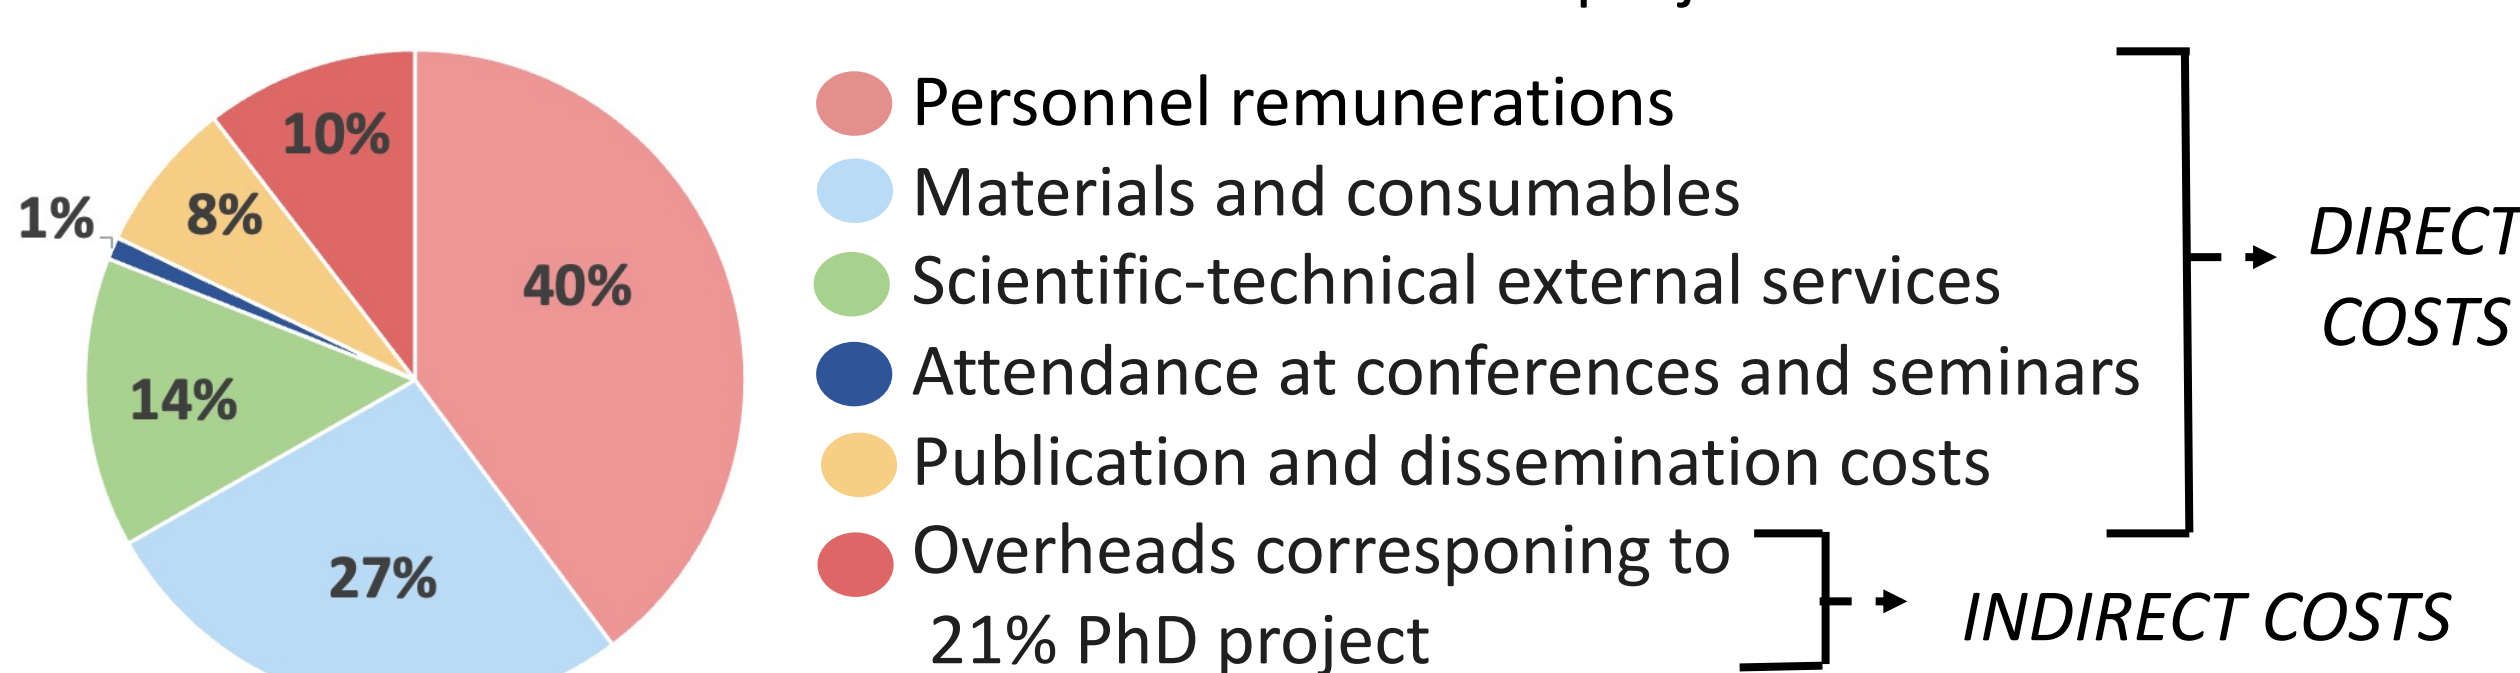 10%
8%
1%
40%
14%
27%
Personnel remunerations
Materials and consumables
Scientific-technical external services
Attendance at conferences and seminars
Publication and dissemination costs
Overheads corresponing to
21% PhD project
DIRECT
COSTS
INDIRECT COSTS